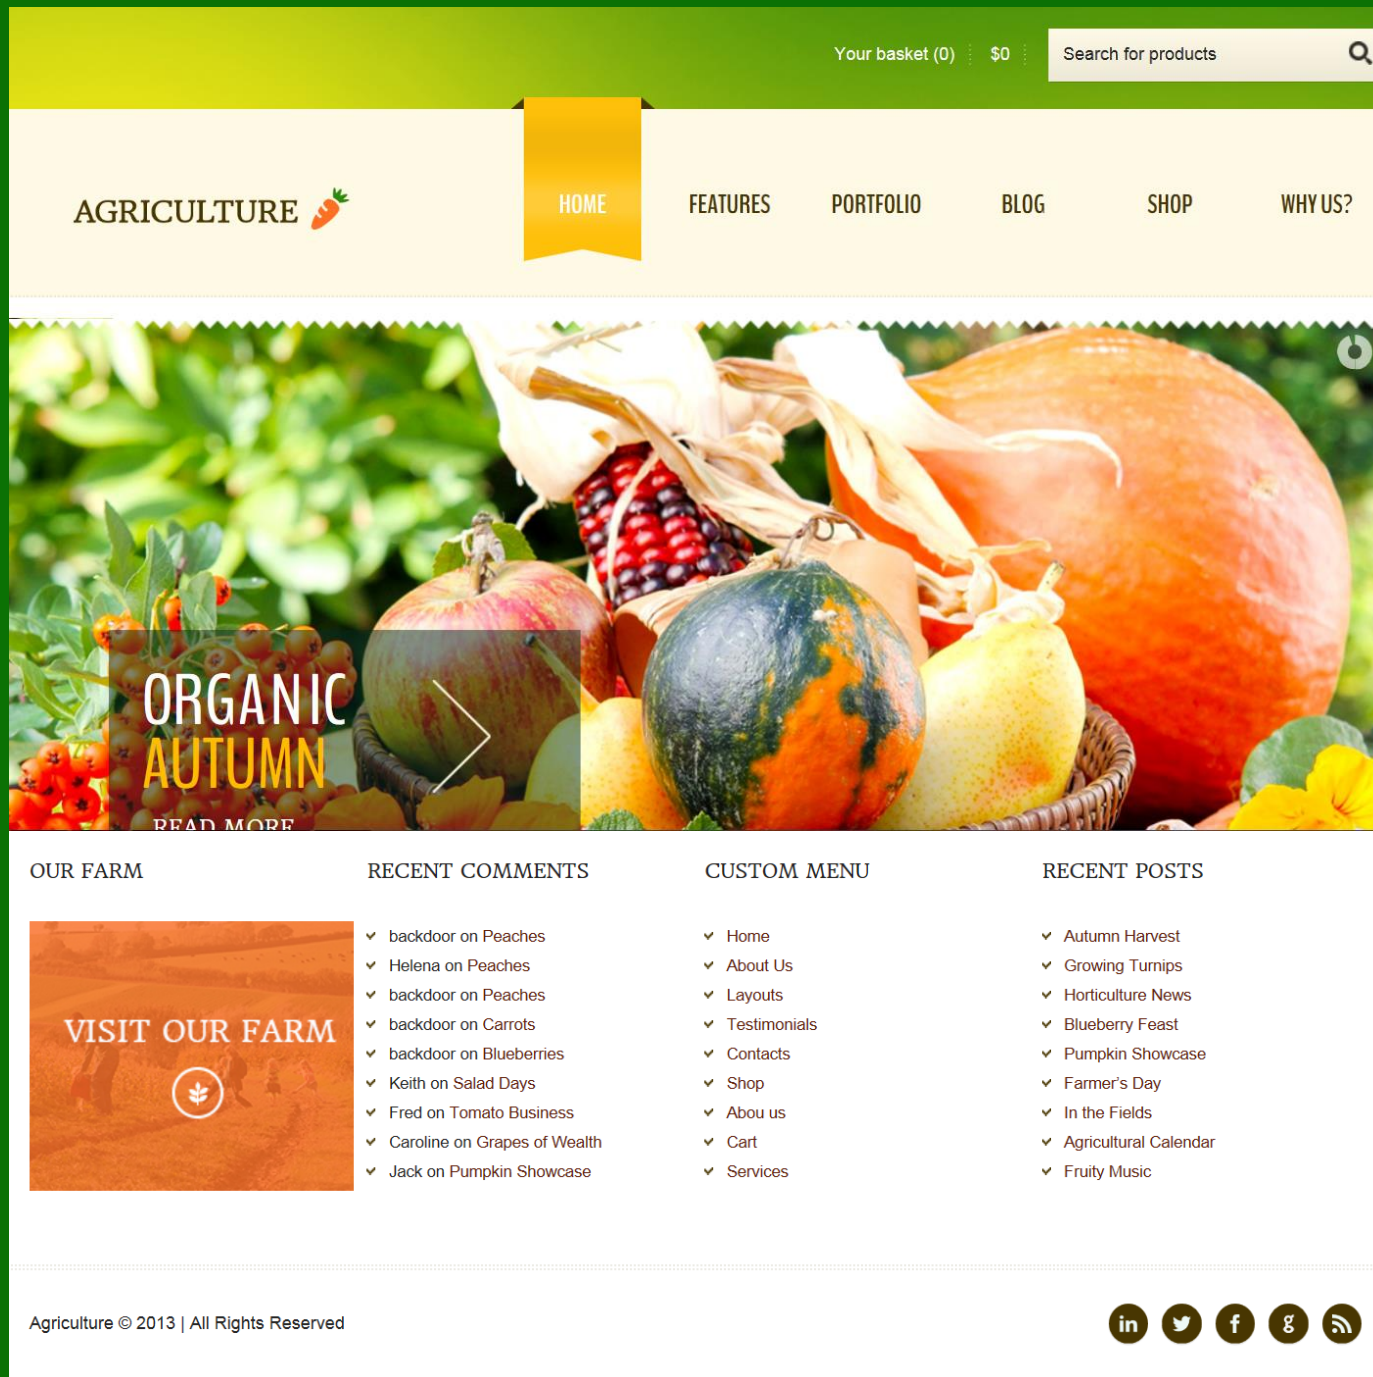 Your basket (0) $0 Search for products
AGRICULTURE HOME FEATURES PORTFOLIO BLOG SHOP WHY US?
ORGANIC
AUTUMN
READ MORE
OUR FARM
VISIT OUR FARM
RECENT COMMENTS
backdoor on Peaches
Helena on Peaches
backdoor on Peaches
backdoor on Carrots
backdoor on Blueberries
Keith on Salad Days
Fred on Tomato Business
Caroline on Grapes of Wealth
Jack on Pumpkin Showcase
CUSTOM MENU
Home
About Us
Layouts
Testimonials
Contacts
Shop
Abou us
Cart
Services
RECENT POSTS
Autumn Harvest
Growing Turnips
Horticulture News
Blueberry Feast
Pumpkin Showcase
Farmer's Day
In the Fields
Agricultural Calendar
Fruity Music
Agriculture © 2013 | All Rights Reserved